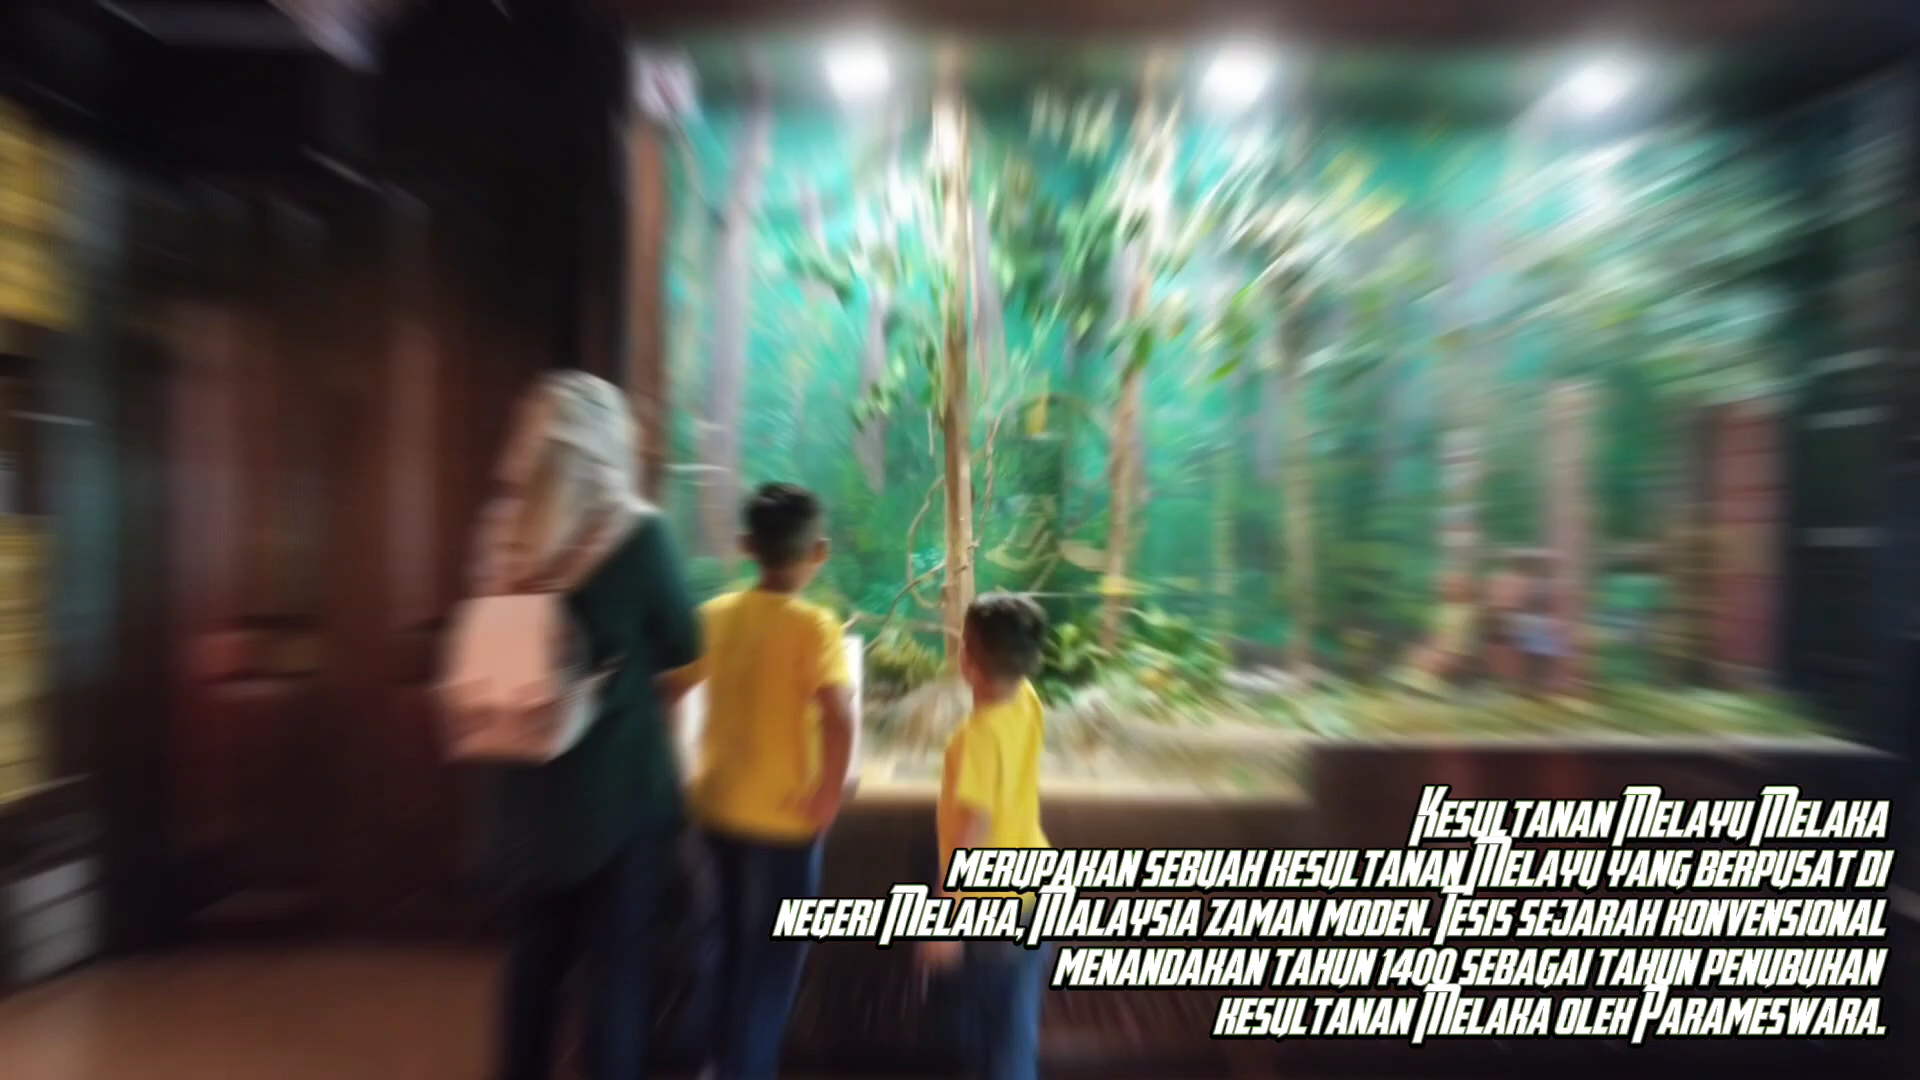 Kesultanan Melayu Melaka
merupakan sebuah kesultanan Melayu yang berpusat di
negeri Melaka, Malaysia zaman moden. Tesis sejarah konvensional
menandakan tahun 1400 sebagai tahun penubuhan
kesultanan Melaka oleh Parameswara.